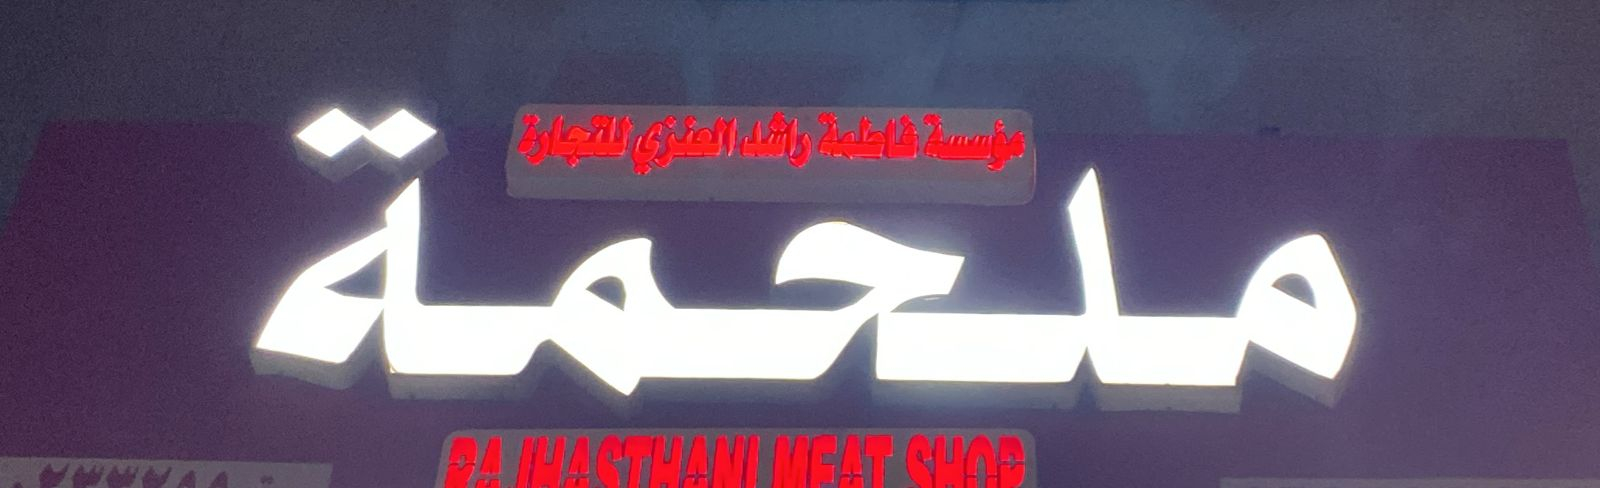 مؤسسة فاطمة راشد العنزي للتجارة
ملحمة
RAJHASTHANI MEAT SHOP